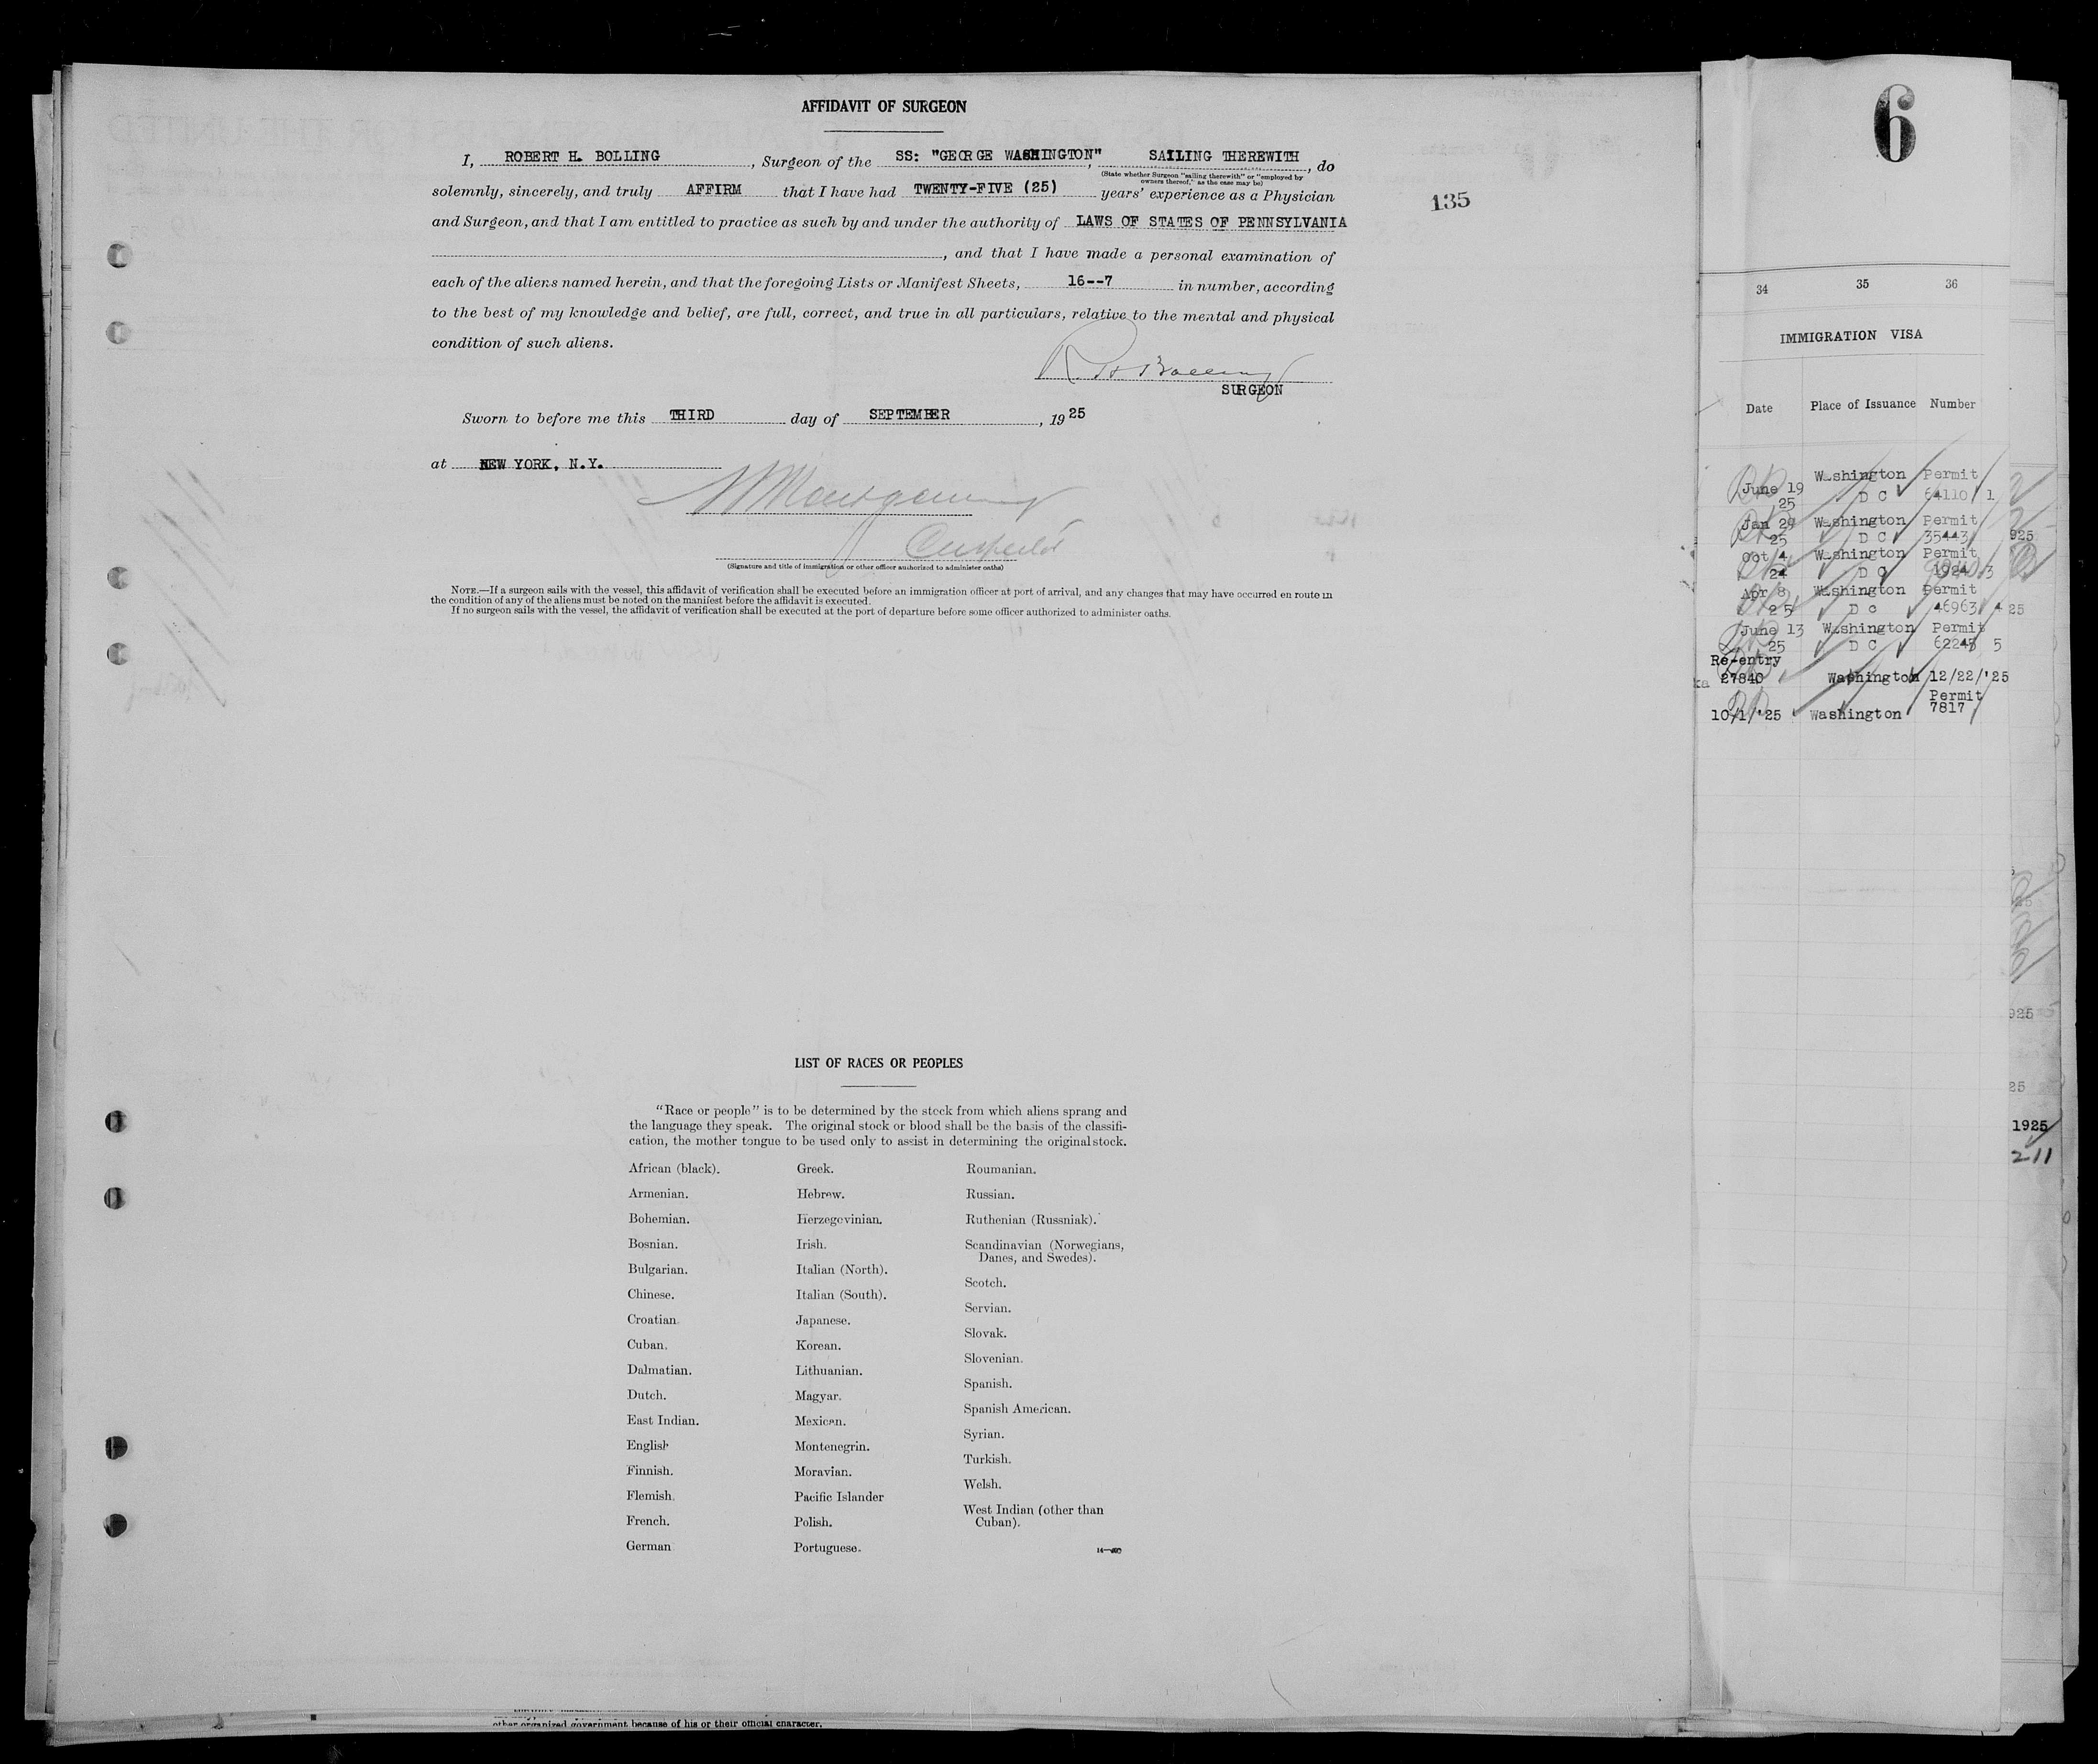 AFFIDAVIT OF SURGEON
I, ROBERT H. BOLLING, Surgeon of the SS: "GEORGE WASHINGTON", SAILING THEREWITH, do
(State whether Surgeon "sailing therewith" or "employed by
owners thereof," as the case may be)
solemnly, sincerely, and truly AFFIRM that I have had TWENTY-FIVE (25) years' experience as a Physician
and Surgeon, and that I am entitled to practice as such by and under the authority of LAWS OF STATES OF PENNSYLVANIA
, and that I have made a personal examination of
each of the aliens named herein, and that the foregoing Lists or Manifest Sheets, 16--7 in number, according
to the best of my knowledge and belief, are full, correct, and true in all particulars, relative to the mental and physical
condition of such aliens.
R. H. Bolling
SURGEON
Sworn to before me this THIRD day of SEPTEMBER, 1925
at NEW YORK, N.Y.
Montgomery
(Signature and title of immigration or other officer authorized to administer oaths)
NOTE.—If a surgeon sails with the vessel, this affidavit of verification shall be executed before an immigration officer at port of arrival, and any changes that may have occurred en route in
the condition of any of the aliens must be noted on the manifest before the affidavit is executed.
If no surgeon sails with the vessel, the affidavit of verification shall be executed at the port of departure before some officer authorized to administer oaths.
135
LIST OF RACES OR PEOPLES
"Race or people" is to be determined by the stock from which aliens sprang and
the language they speak. The original stock or blood shall be the basis of the classifi-
cation, the mother tongue to be used only to assist in determining the original stock.
African (black).
Armenian.
Bohemian.
Bosnian.
Bulgarian.
Chinese.
Croatian.
Cuban.
Dalmatian.
Dutch.
East Indian.
English
Finnish.
Flemish.
French.
German
Greek.
Hebrew.
Herzegovinian.
Irish.
Italian (North).
Italian (South).
Japanese.
Korean.
Lithuanian.
Magyar.
Mexican.
Montenegrin.
Moravian.
Pacific Islander
Polish.
Portuguese.
Roumanian.
Russian.
Ruthenian (Russniak).
Scandinavian (Norwegians,
Danes, and Swedes).
Scotch.
Servian.
Slovak.
Slovenian.
Spanish.
Spanish American.
Syrian.
Turkish.
Welsh.
West Indian (other than
Cuban).
other organized government because of his or their official character.
6
34 35 36
IMMIGRATION VISA
Date Place of Issuance Number
June 19 Washington Permit
25 D C 64110 1
Jan 29 Washington Permit
25 D C 35443
Oct 4 Washington Permit
24 D C 3
Apr 8 Washington Permit
25 D C 46963 4
June 13 Washington Permit
25 D C 62245 5
Re-entry
27840 Washington 12/22/'25
Permit
10/1/'25 Washington 7817
925
25
925
25
1925
211